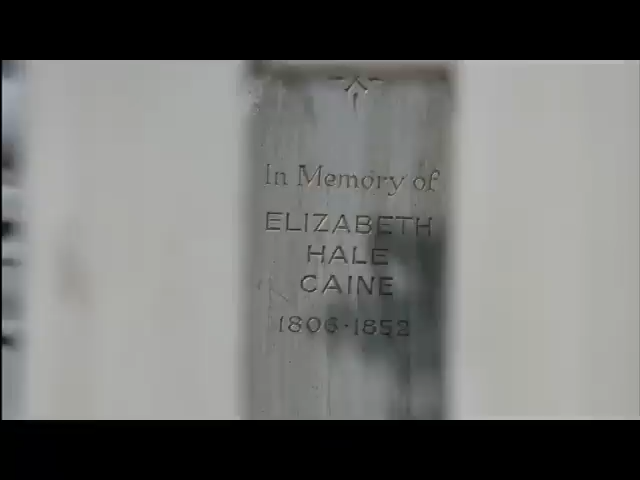 In Memory of
ELIZABETH
HALE
CAINE
1806·1852